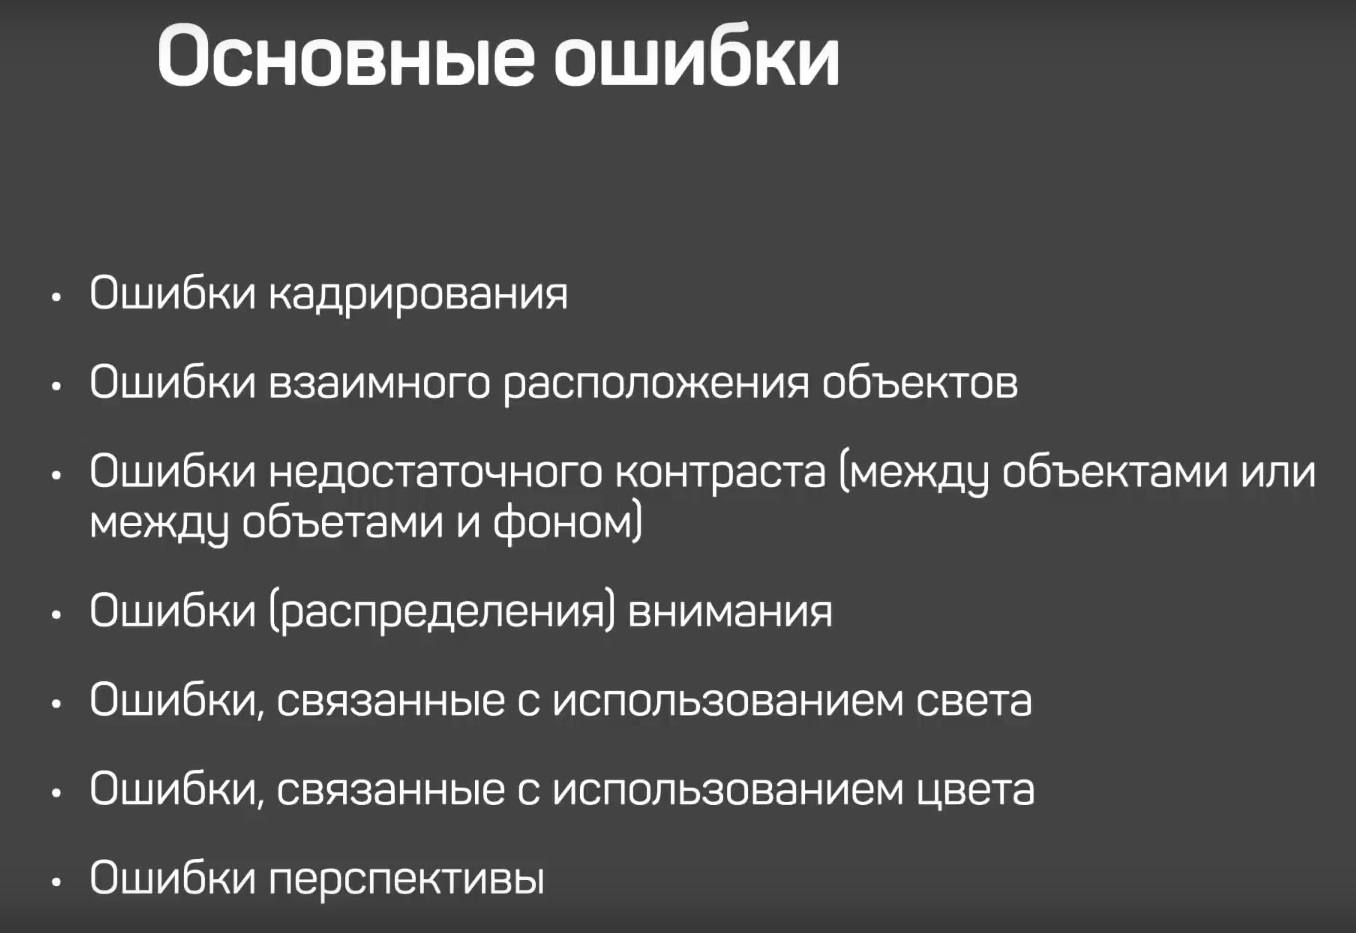 Основные ошибки
• Ошибки кадрирования
• Ошибки взаимного расположения объектов
• Ошибки недостаточного контраста (между объектами или
между объетами и фоном)
• Ошибки (распределения) внимания
• Ошибки, связанные с использованием света
• Ошибки, связанные с использованием цвета
• Ошибки перспективы